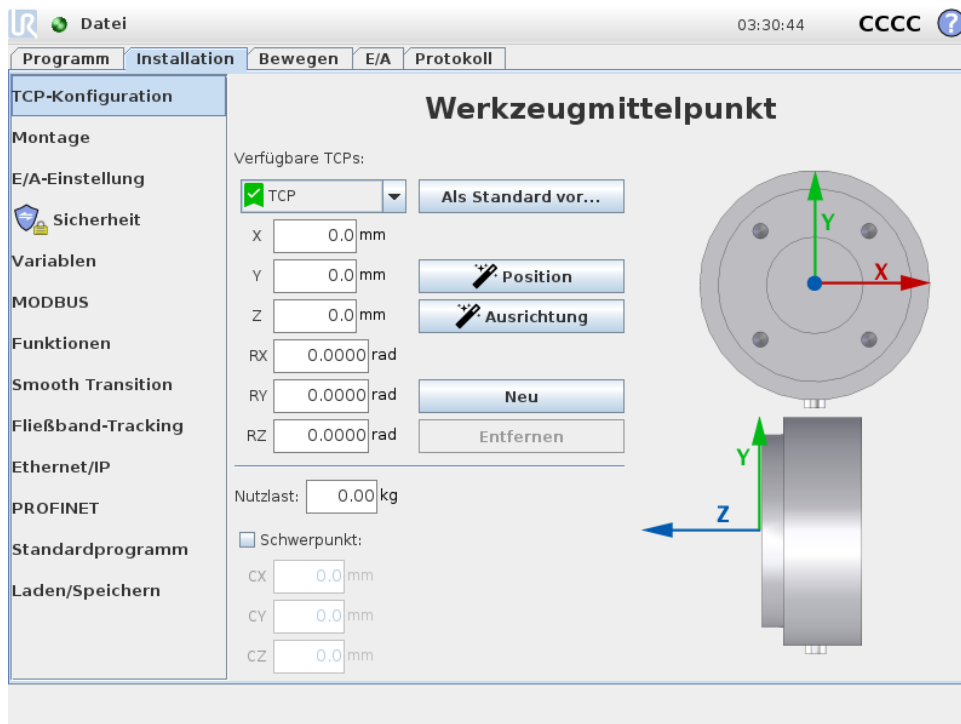 UR Datei 03:30:44 CCCC ?
Programm Installation Bewegen E/A Protokoll
TCP-Konfiguration
Montage
E/A-Einstellung
Sicherheit
Variablen
MODBUS
Funktionen
Smooth Transition
Fließband-Tracking
Ethernet/IP
PROFINET
Standardprogramm
Laden/Speichern
Werkzeugmittelpunkt
Verfügbare TCPs:
TCP Als Standard vor...
X 0.0 mm
Y 0.0 mm Position
Z 0.0 mm Ausrichtung
RX 0.0000 rad
RY 0.0000 rad Neu
RZ 0.0000 rad Entfernen
Nutzlast: 0.00 kg
Schwerpunkt:
CX 0.0 mm
CY 0.0 mm
CZ 0.0 mm
Y
X
Y
Z